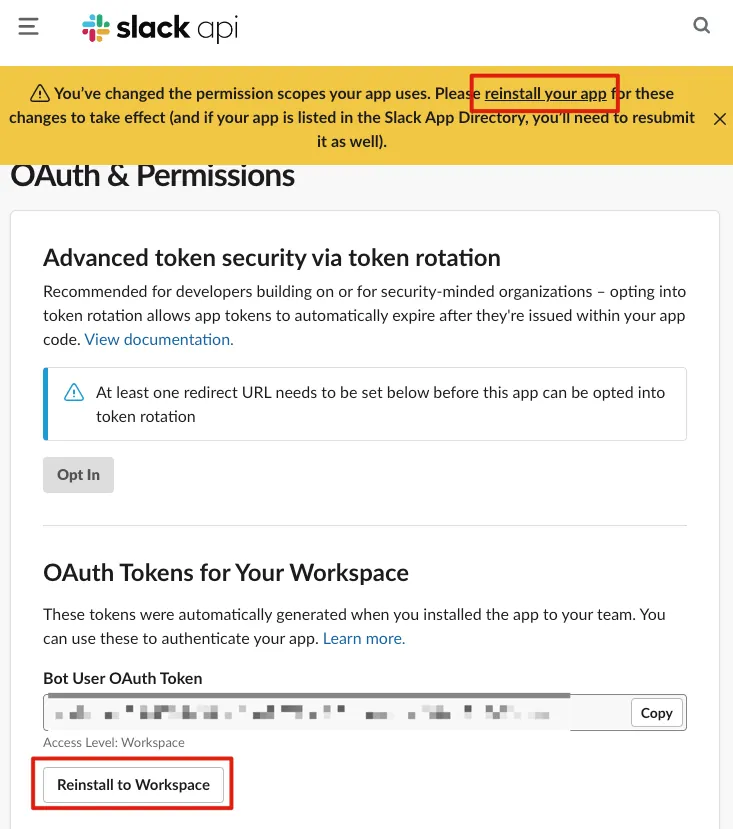 slack api
You've changed the permission scopes your app uses. Please reinstall your app for these
changes to take effect (and if your app is listed in the Slack App Directory, you'll need to resubmit
it as well).
OAuth & Permissions
Advanced token security via token rotation
Recommended for developers building on or for security-minded organizations – opting into
token rotation allows app tokens to automatically expire after they're issued within your app
code. View documentation.
At least one redirect URL needs to be set below before this app can be opted into
token rotation
Opt In
OAuth Tokens for Your Workspace
These tokens were automatically generated when you installed the app to your team. You
can use these to authenticate your app. Learn more.
Bot User OAuth Token
Copy
Access Level: Workspace
Reinstall to Workspace